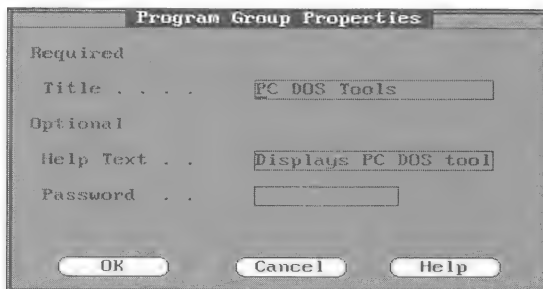 Program Group Properties
Required
Title . . . . PC DOS Tools
Optional
Help Text . . Displays PC DOS tool
Password . .
OK Cancel Help